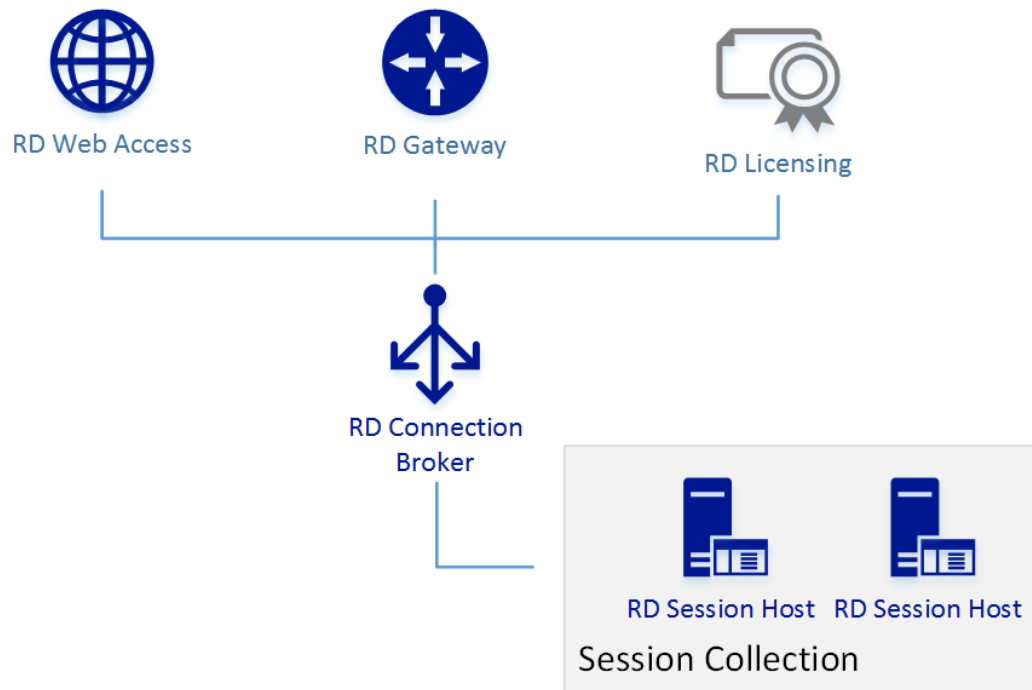 RD Web Access
RD Gateway
RD Licensing
RD Connection
Broker
RD Session Host
RD Session Host
Session Collection